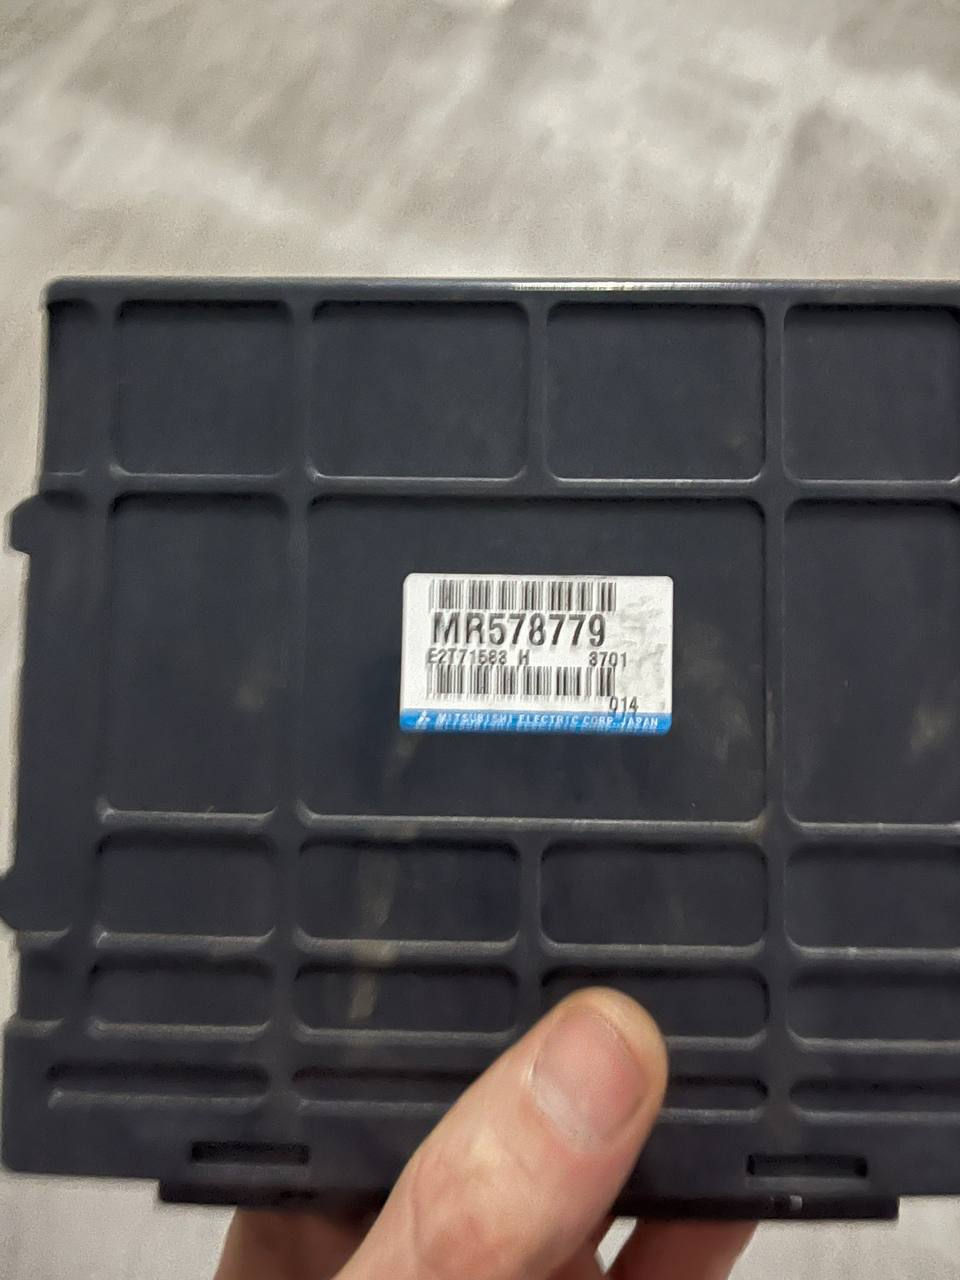 MR578779
E2T71583 H 3701
014
MITSUBISHI ELECTRIC CORP. JAPAN